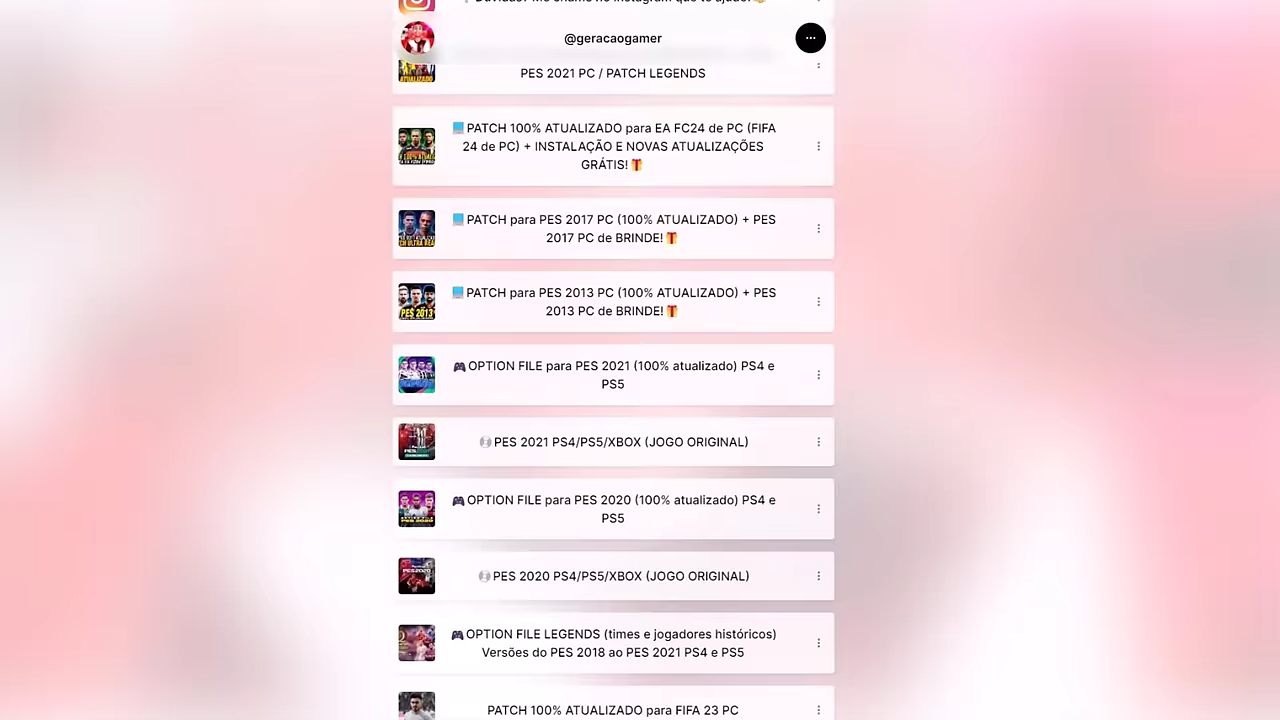 @geracaogamer
PES 2021 PC / PATCH LEGENDS
PATCH 100% ATUALIZADO para EA FC24 de PC (FIFA
24 de PC) + INSTALAÇÃO E NOVAS ATUALIZAÇÕES
GRÁTIS!🎁
PATCH para PES 2017 PC (100% ATUALIZADO) + PES
2017 PC de BRINDE!🎁
PATCH para PES 2013 PC (100% ATUALIZADO) + PES
2013 PC de BRINDE!🎁
PES 2013
🎮OPTION FILE para PES 2021 (100% atualizado) PS4 e
PS5
PES 2021 PS4/PS5/XBOX (JOGO ORIGINAL)
🎮OPTION FILE para PES 2020 (100% atualizado) PS4 e
PS5
PES 2020 PS4/PS5/XBOX (JOGO ORIGINAL)
🎮OPTION FILE LEGENDS (times e jogadores históricos)
Versões do PES 2018 ao PES 2021 PS4 e PS5
PATCH 100% ATUALIZADO para FIFA 23 PC